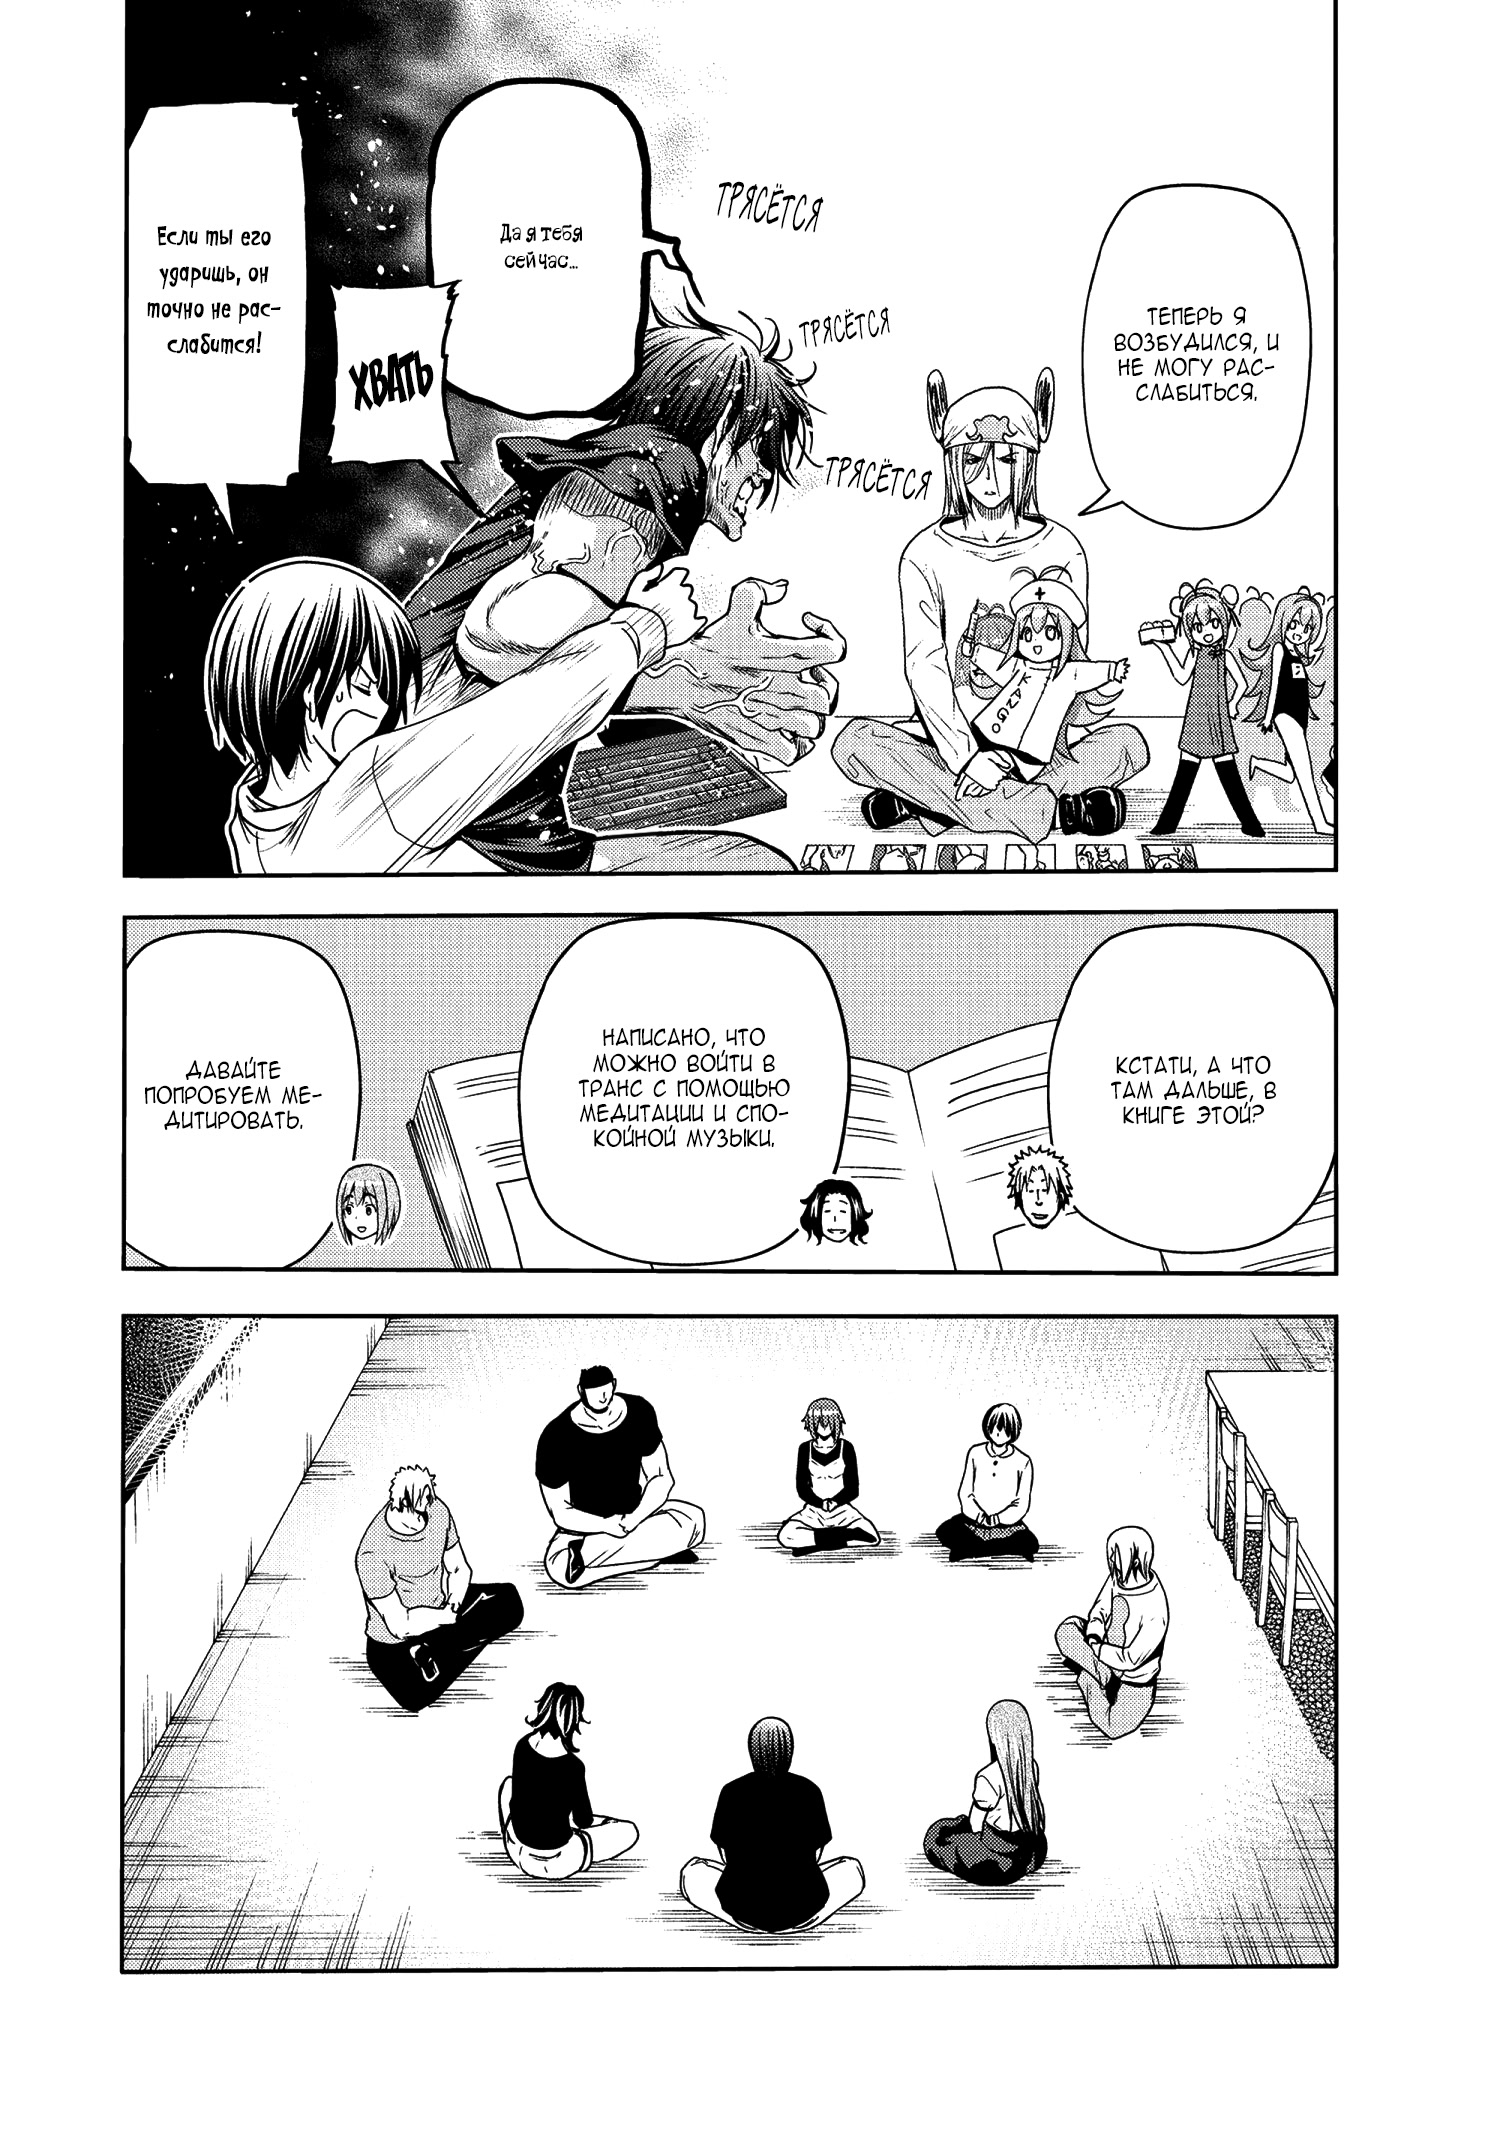 ТЕПЕРЬ Я
ВОЗБУДИЛСЯ, И
НЕ МОГУ РАС-
СЛАБИТЬСЯ.
ТРЯСЁТСЯ
ТРЯСЁТСЯ
ТРЯСЁТСЯ
Да я тебя
сейчас...
ХВАТЬ
Если ты его
ударишь, он
точно не рас-
слабится!
KANGO
КСТАТИ, А ЧТО
ТАМ ДАЛЬШЕ, В
КНИГЕ ЭТОЙ?
НАПИСАНО, ЧТО
МОЖНО ВОЙТИ В
ТРАНС С ПОМОЩЬЮ
МЕДИТАЦИИ И СПО-
КОЙНОЙ МУЗЫКИ.
ДАВАЙТЕ
ПОПРОБУЕМ МЕ-
ДИТИРОВАТЬ.